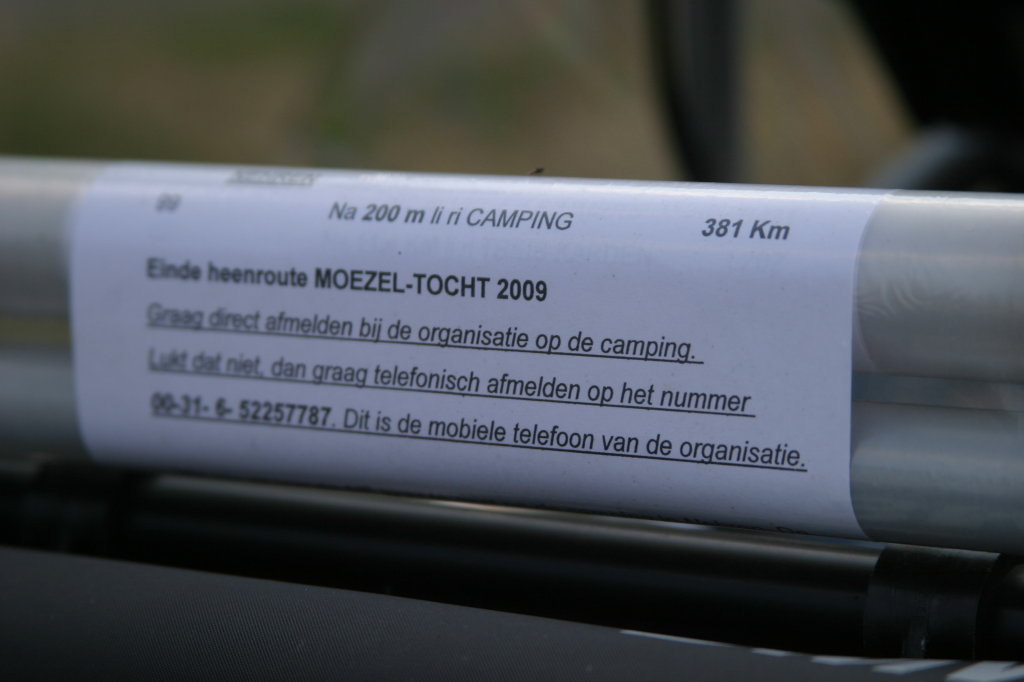 99 Na 200 m li ri CAMPING 381 Km
Einde heenroute MOEZEL-TOCHT 2009
Graag direct afmelden bij de organisatie op de camping.
Lukt dat niet, dan graag telefonisch afmelden op het nummer
00-31- 6- 52257787. Dit is de mobiele telefoon van de organisatie.